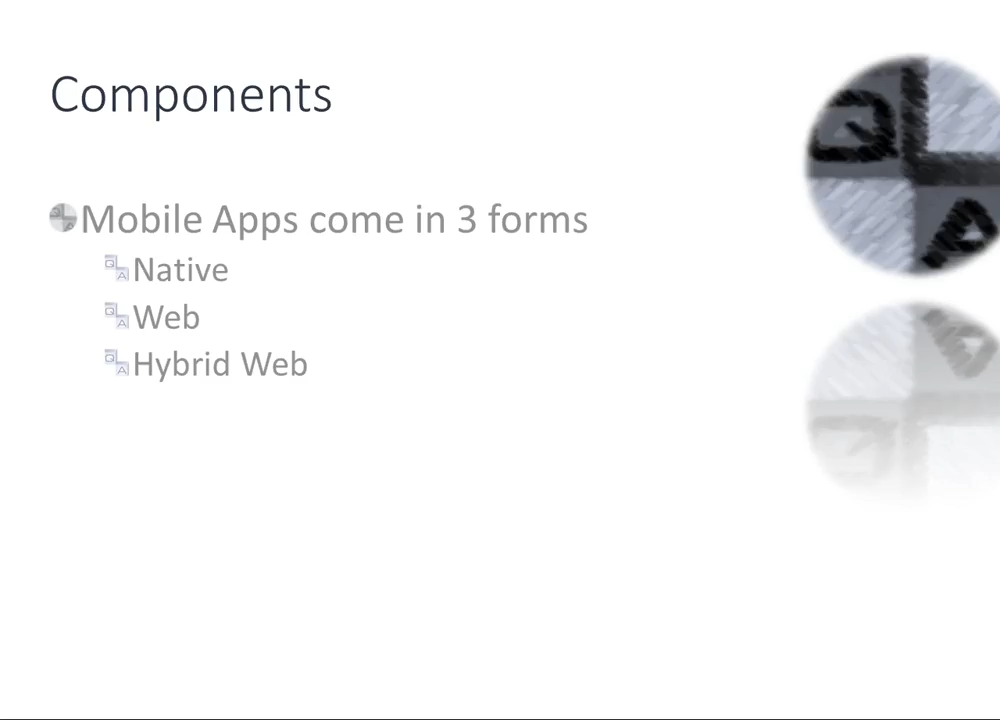 Components
Mobile Apps come in 3 forms
Native
Web
Hybrid Web
Q
A